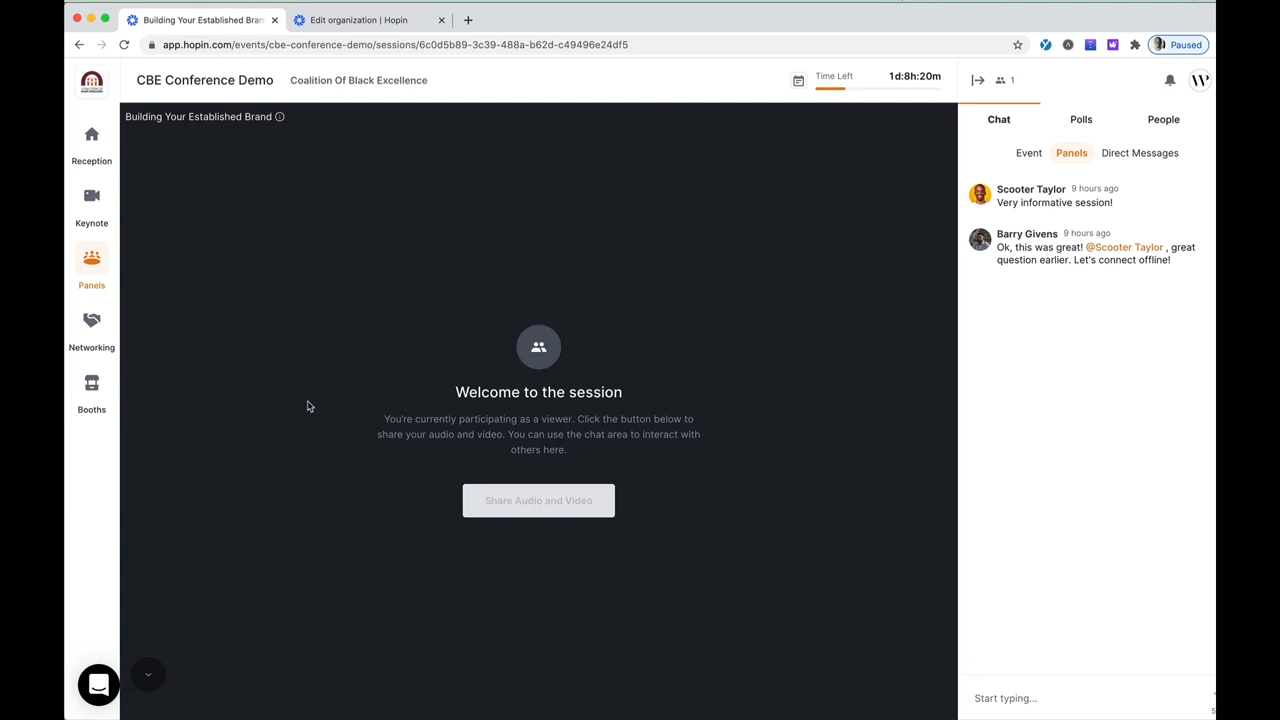 Building Your Established Bran
Edit organization | Hopin
app.hopin.com/events/cbe-conference-demo/sessions/6c0d5b89-3c39-488a-b62d-c49496e24df5
Paused
CBE Conference Demo
Coalition Of Black Excellence
Time Left
1d:8h:20m
1
Building Your Established Brand
Reception
Keynote
Panels
Networking
Booths
Welcome to the session
You're currently participating as a viewer. Click the button below to
share your audio and video. You can use the chat area to interact with
others here.
Share Audio and Video
Chat
Polls
People
Event
Panels
Direct Messages
Scooter Taylor 9 hours ago
Very informative session!
Barry Givens 9 hours ago
Ok, this was great! @Scooter Taylor , great
question earlier. Let's connect offline!
Start typing...